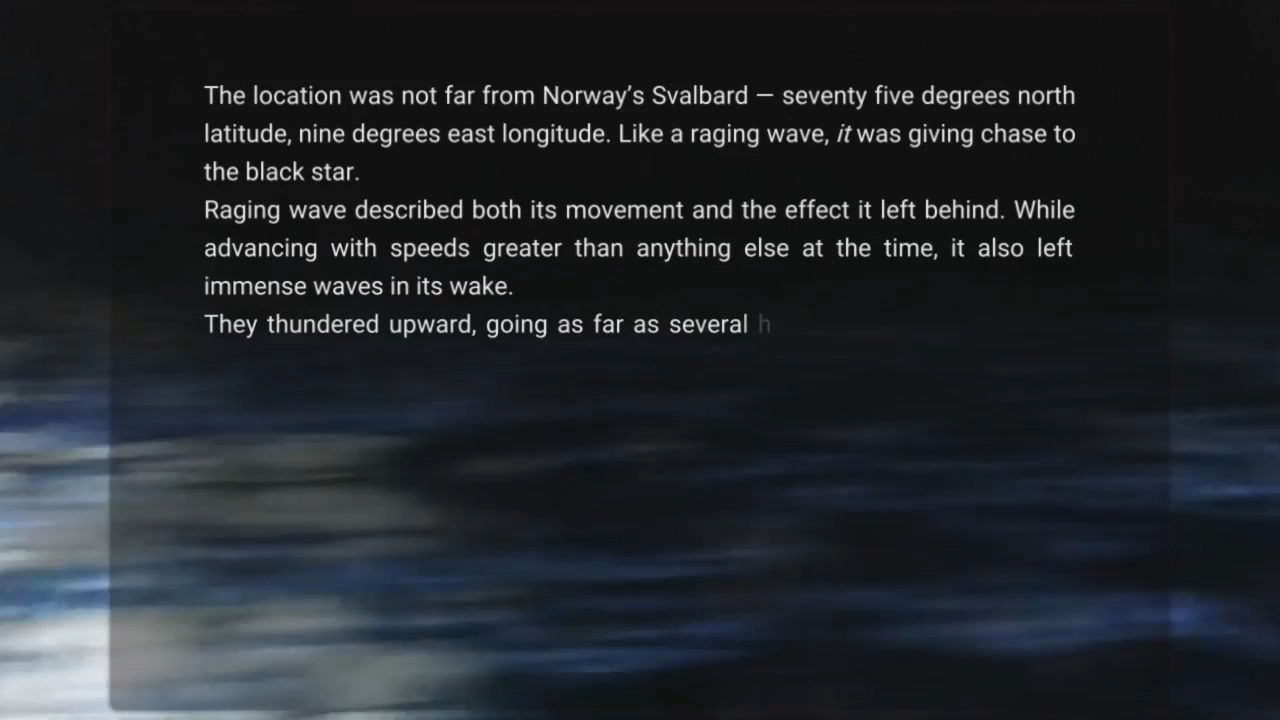 The location was not far from Norway’s Svalbard — seventy five degrees north
latitude, nine degrees east longitude. Like a raging wave, it was giving chase to
the black star.
Raging wave described both its movement and the effect it left behind. While
advancing with speeds greater than anything else at the time, it also left
immense waves in its wake.
They thundered upward, going as far as several h